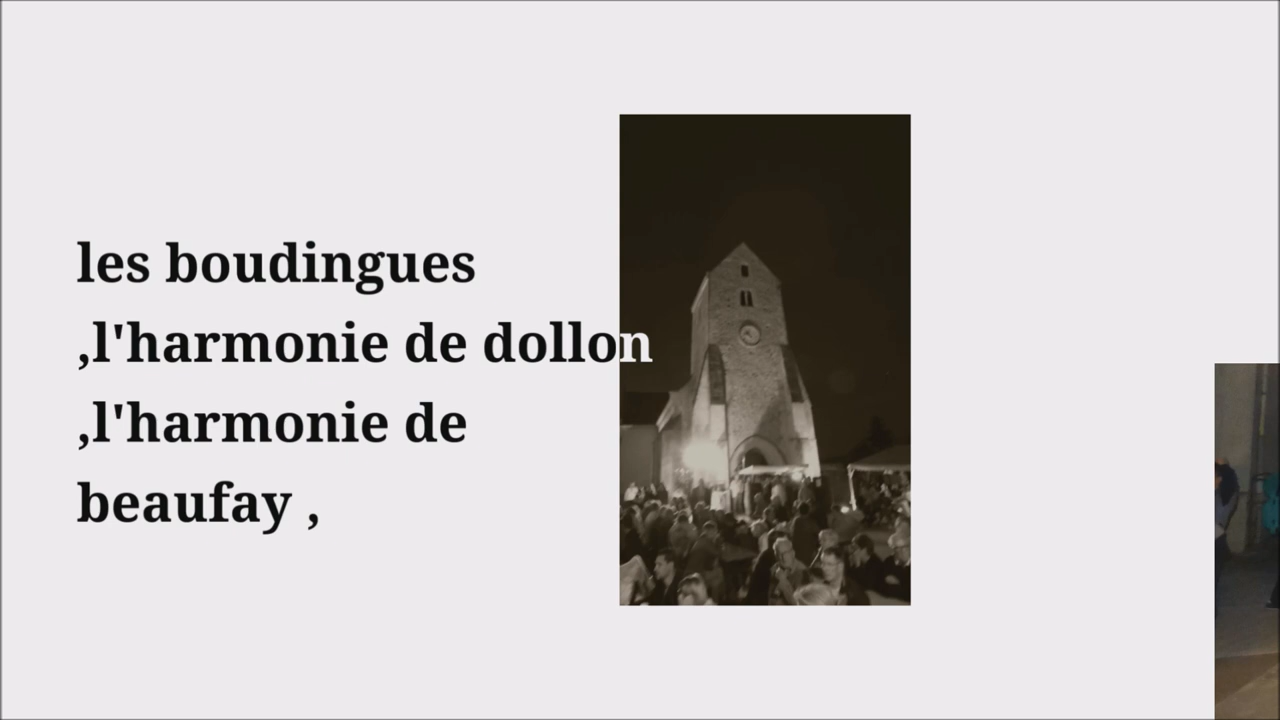 les boudingues
,l'harmonie de dollon
,l'harmonie de
beaufay ,